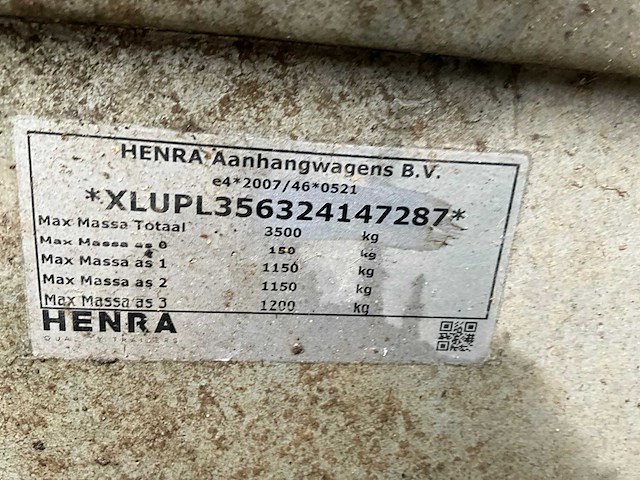 HENRA Aanhangwagens B.V.
e4*2007/46*0521
*XLUPL356324147287*
Max Massa Totaal 3500 kg
Max Massa as 0 150 kg
Max Massa as 1 1150 kg
Max Massa as 2 1150 kg
Max Massa as 3 1200 kg
HENRA